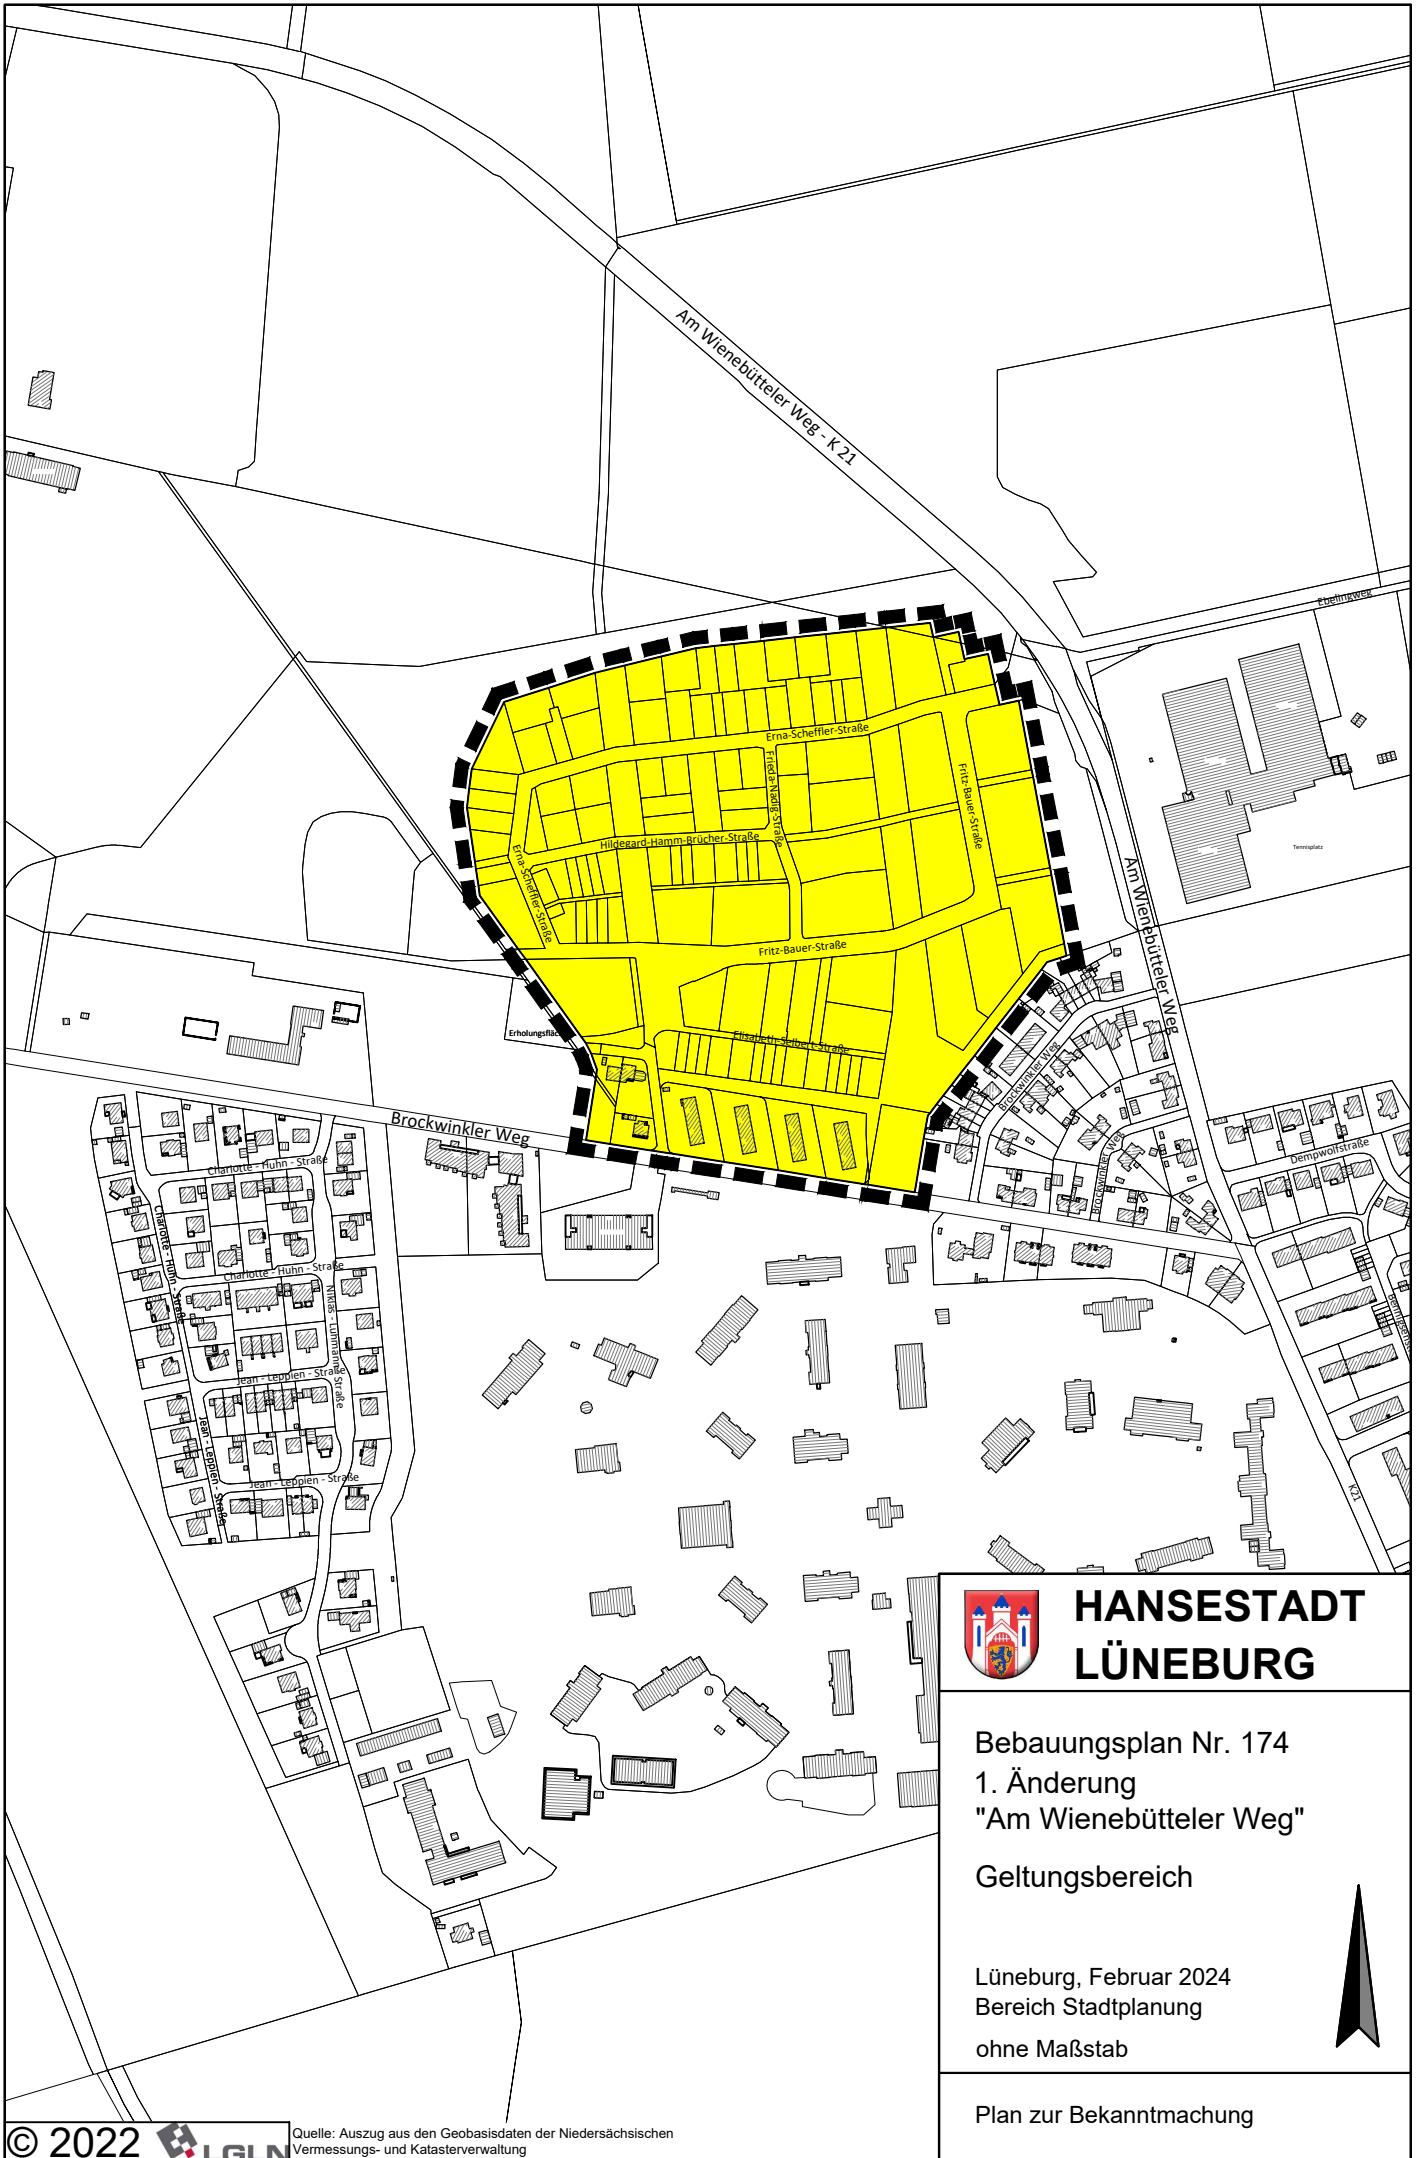 Am Wienebütteler Weg - K 21
Ebelingweg
Erna-Scheffler-Straße
Frieda-Nadig-Straße
Fritz-Bauer-Straße
Hildegard-Hamm-Brücher-Straße
Erna-Scheffler-Straße
Tennisplatz
Am Wienebütteler Weg
Fritz-Bauer-Straße
Erholungsfläc
Elisabeth-Selbert-Straße
Brockwinkler Weg
Brockwinkler Weg
Brockwinkler Weg
Dempwolfstraße
Charlotte - Huhn - Straße
Charlotte - Huhn - Straße
Charlotte - Huhn - Straße
Niklas - Luhmann - Straße
Jean - Leppien - Straße
Jean - Leppien - Straße
Jean - Leppien - Straße
K21
HANSESTADT
LÜNEBURG
Bebauungsplan Nr. 174
1. Änderung
"Am Wienebütteler Weg"
Geltungsbereich
Lüneburg, Februar 2024
Bereich Stadtplanung
ohne Maßstab
Plan zur Bekanntmachung
© 2022 LGLN
Quelle: Auszug aus den Geobasisdaten der Niedersächsischen
Vermessungs- und Katasterverwaltung